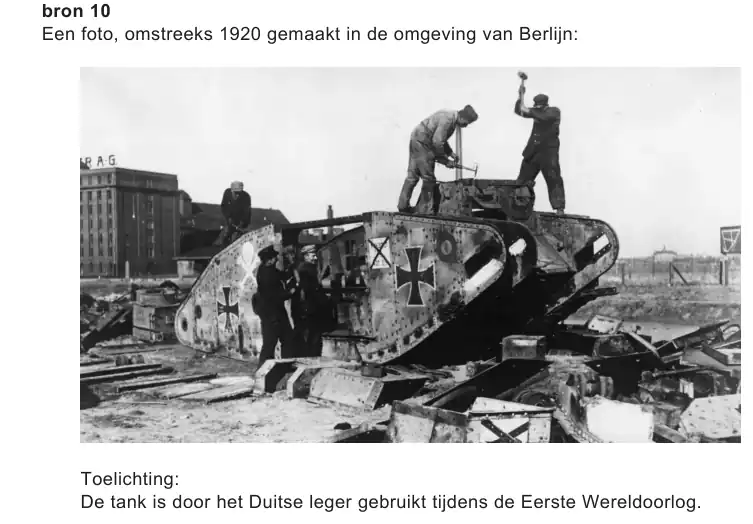 bron 10
Een foto, omstreeks 1920 gemaakt in de omgeving van Berlijn:
R·A·G.
Toelichting:
De tank is door het Duitse leger gebruikt tijdens de Eerste Wereldoorlog.